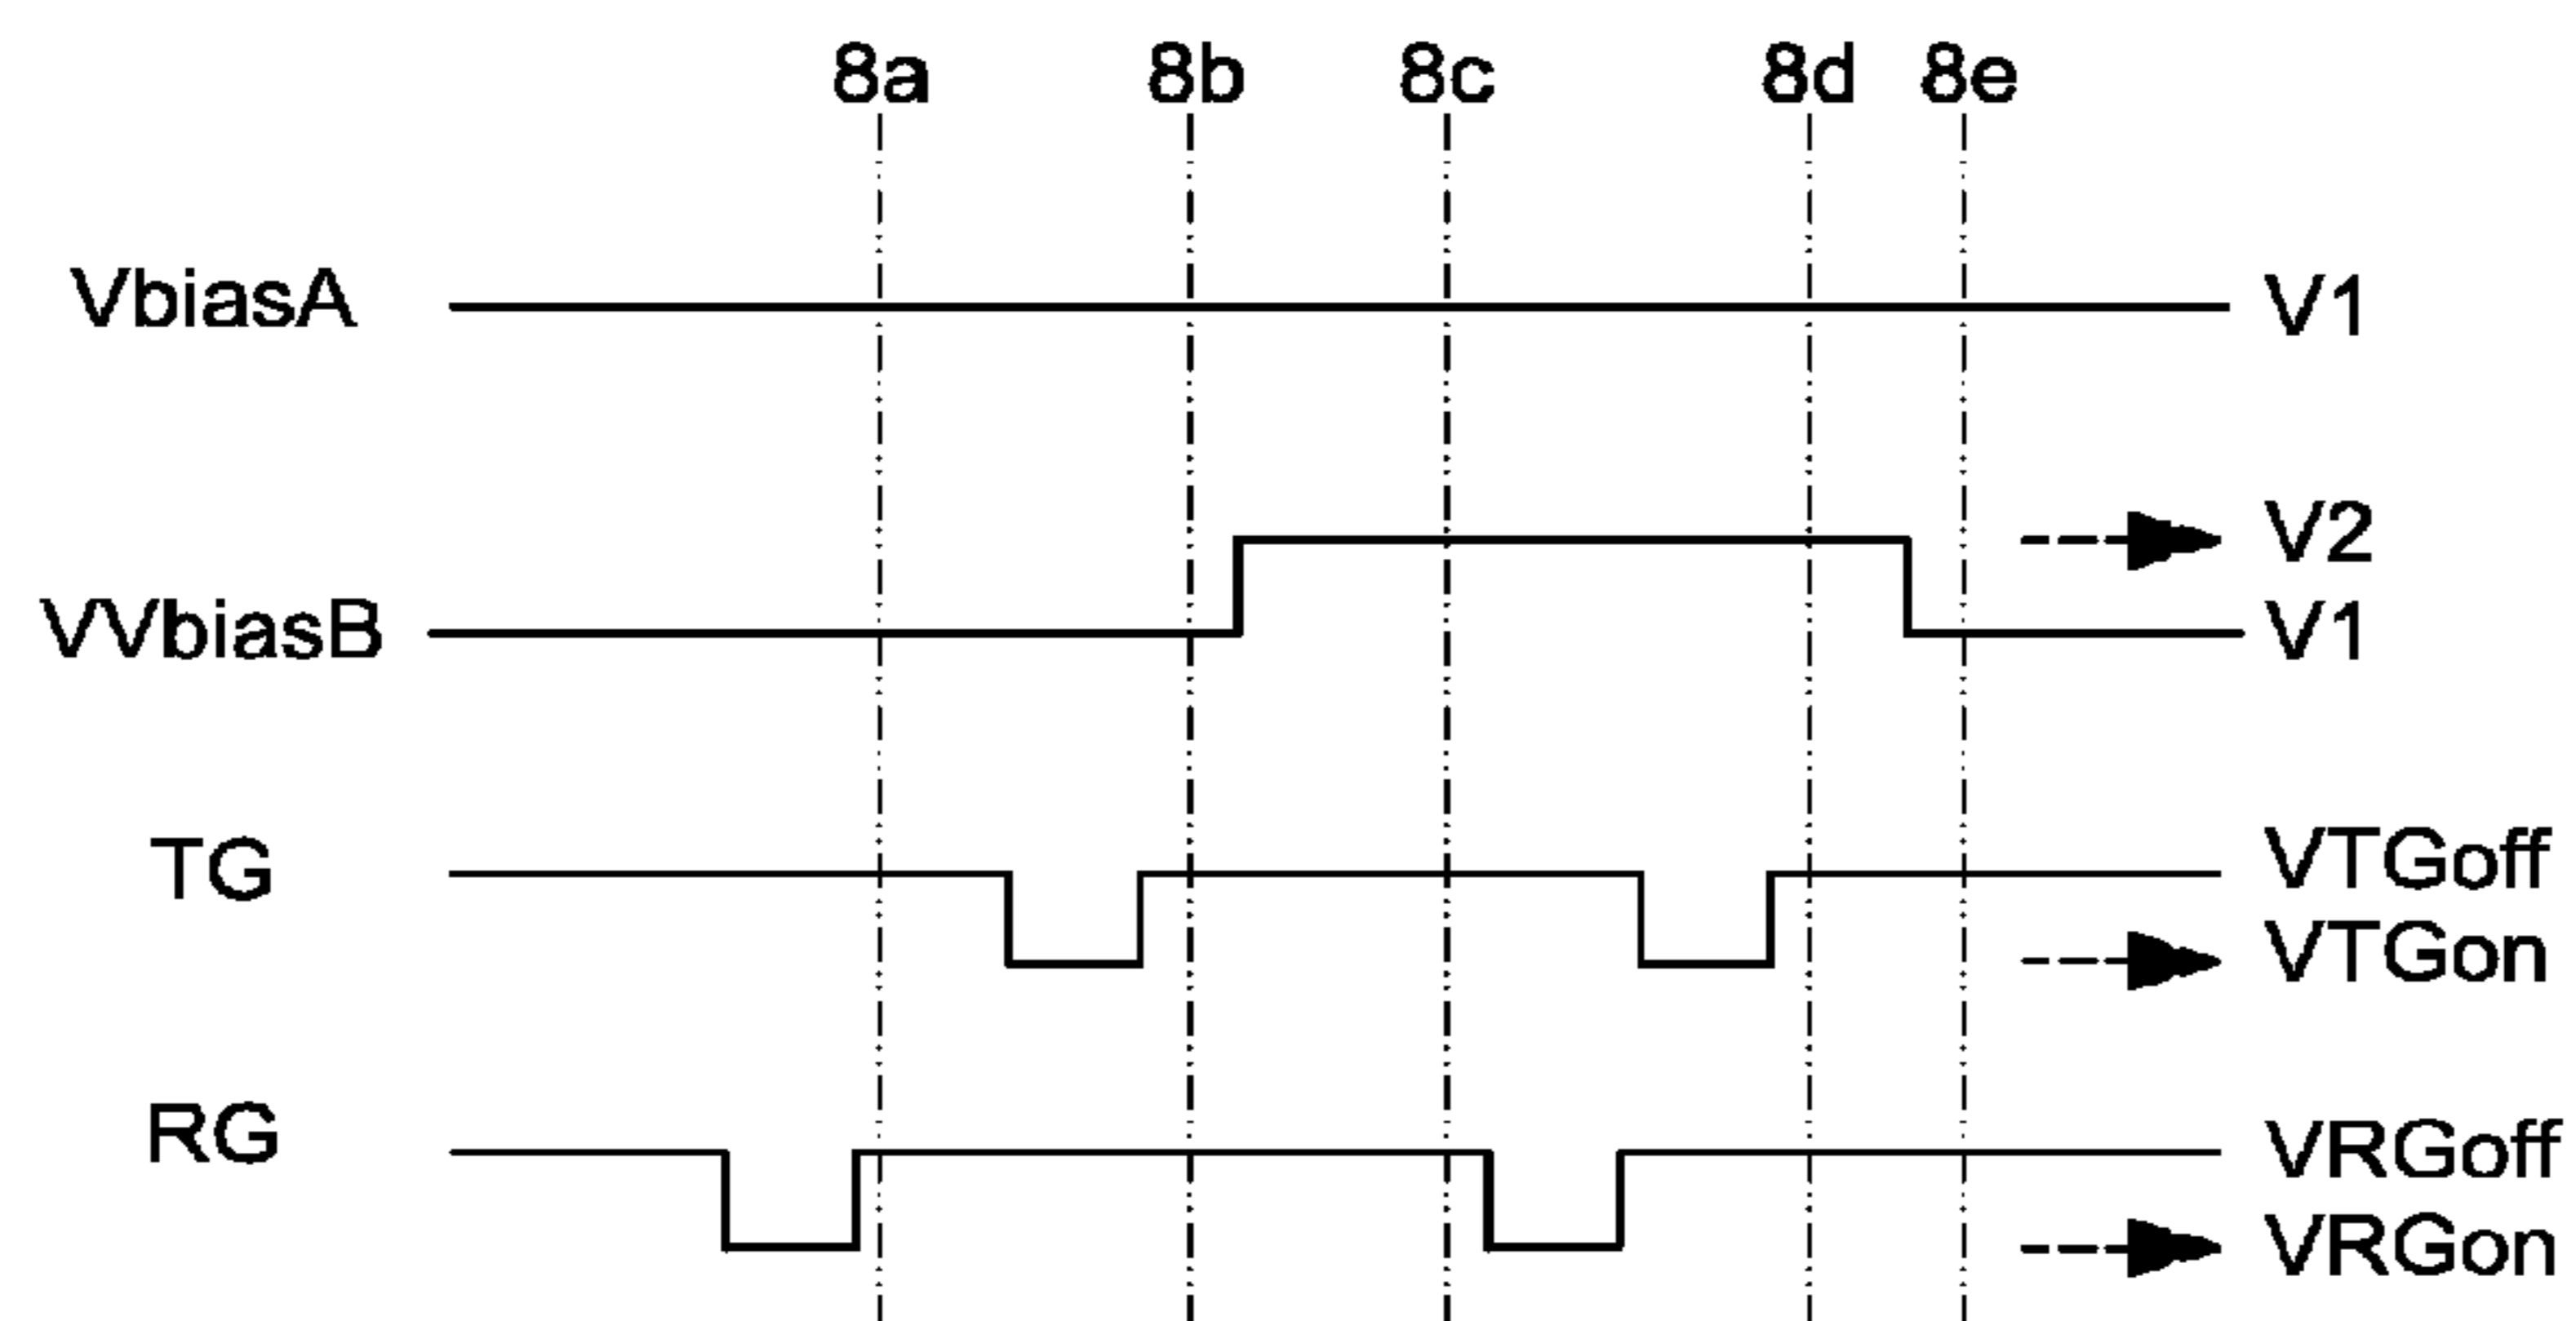 8a 8b 8c 8d 8e
VbiasA V1
V2
VVbiasB V1
TG VTGoff
VTGon
RG VRGoff
VRGon